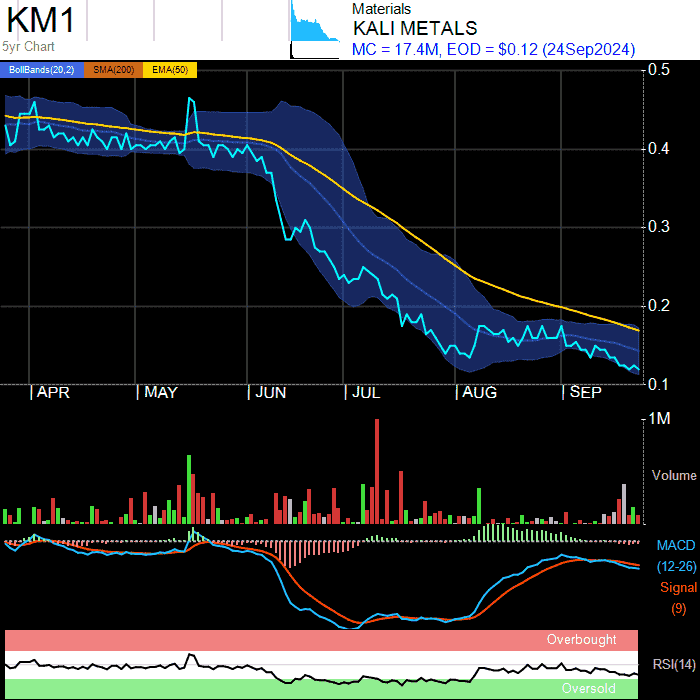 KM1
5yr Chart
Materials
KALI METALS
MC = 17.4M, EOD = $0.12 (24Sep2024)
BollBands(20,2) SMA(200) EMA(50)
0.5
0.4
0.3
0.2
0.1
APR MAY JUN JUL AUG SEP
1M
Volume
MACD
(12-26)
Signal
(9)
Overbought
RSI(14)
Oversold